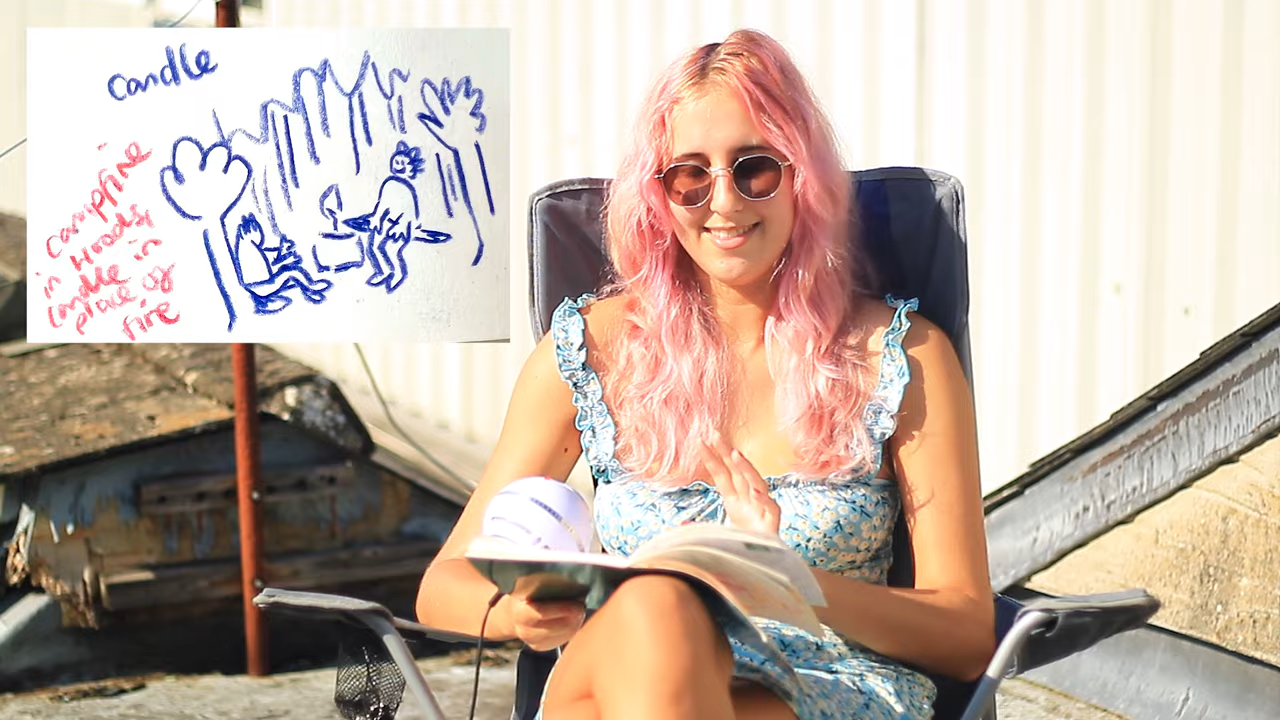 Candle
campfire
in woods,
candle in
place of
fire